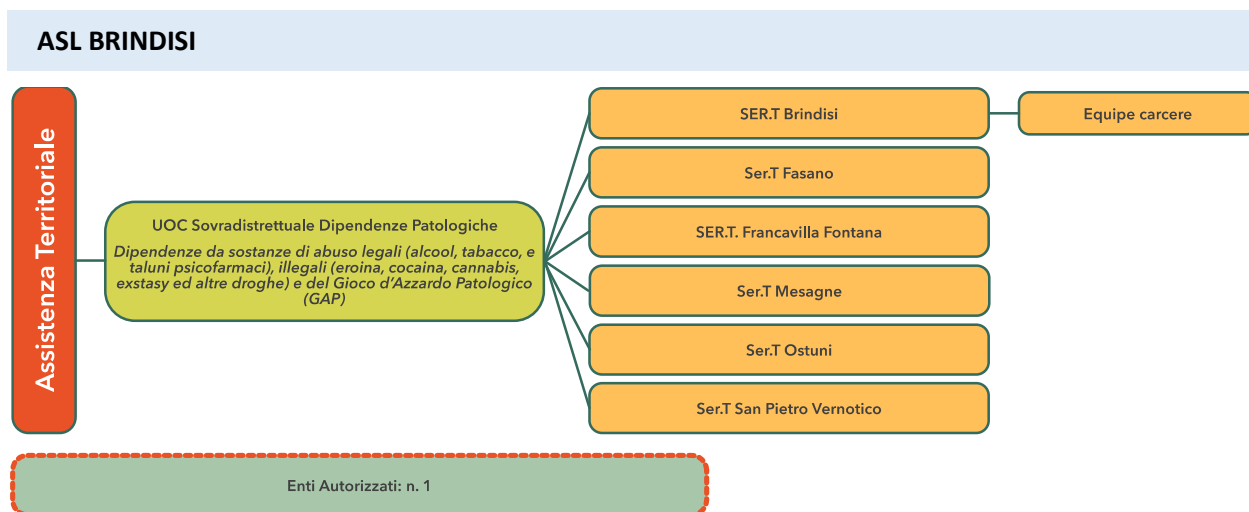 ASL BRINDISI
Assistenza Territoriale
UOC Sovradistrettuale Dipendenze Patologiche
Dipendenze da sostanze di abuso legali (alcool, tabacco, e
taluni psicofarmaci), illegali (eroina, cocaina, cannabis,
exstasy ed altre droghe) e del Gioco d'Azzardo Patologico
(GAP)
SER.T Brindisi
Equipe carcere
Ser.T Fasano
SER.T. Francavilla Fontana
Ser.T Mesagne
Ser.T Ostuni
Ser.T San Pietro Vernotico
Enti Autorizzati: n. 1